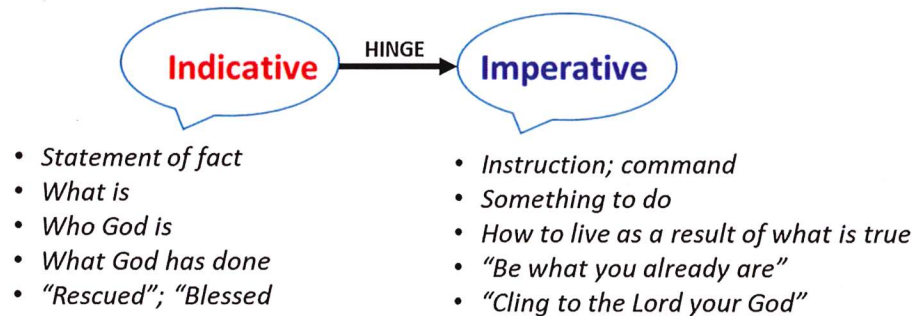 HINGE
Indicative
Imperative
• Statement of fact
• What is
• Who God is
• What God has done
• “Rescued”; “Blessed
• Instruction; command
• Something to do
• How to live as a result of what is true
• “Be what you already are”
• “Cling to the Lord your God”